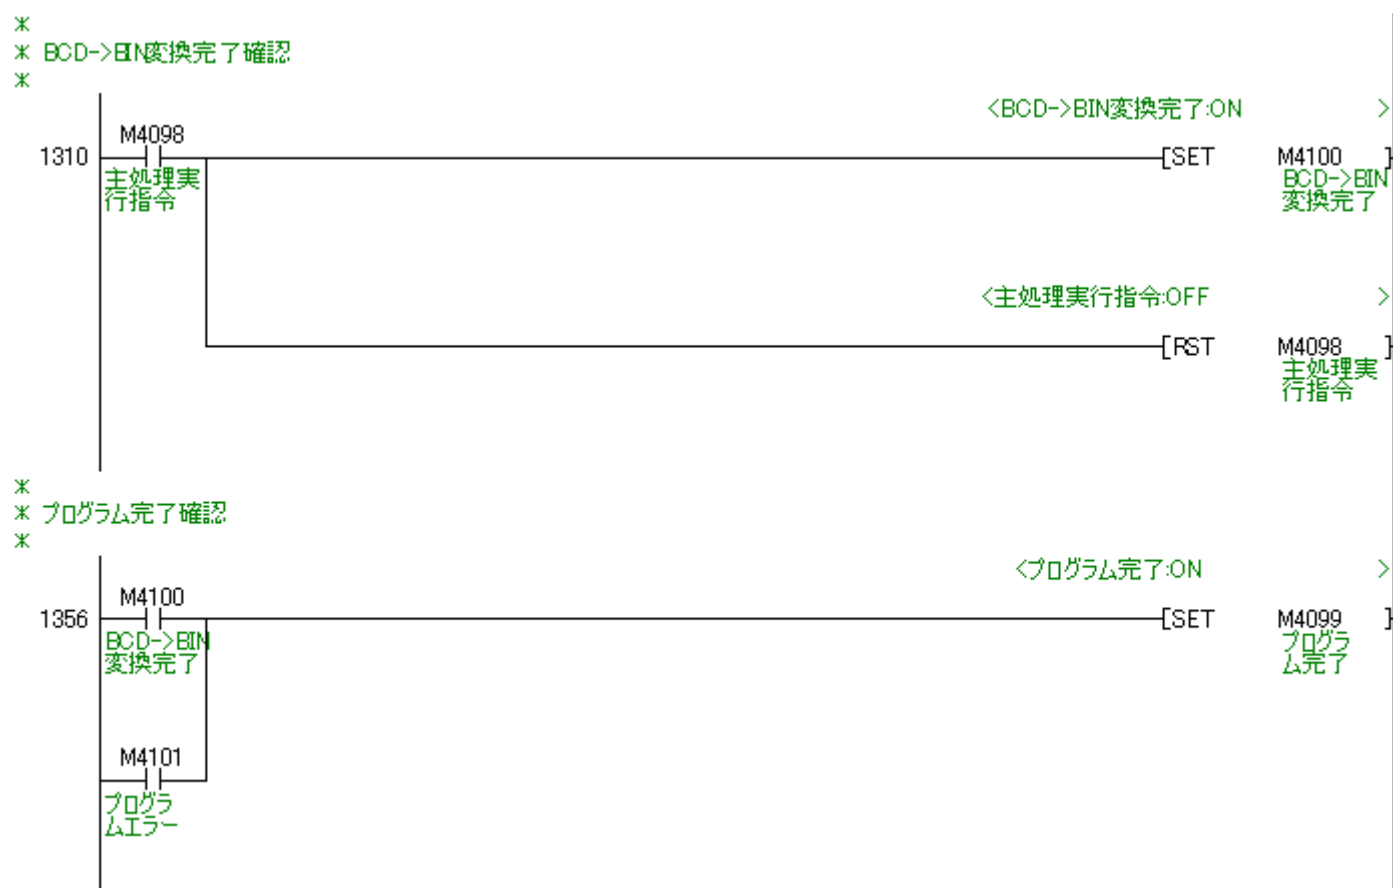 *
* BCD->BIN変換完了確認
*
<BCD->BIN変換完了:ON >
M4098
1310
[SET M4100 ]
主処理実
行指令
BCD->BIN
変換完了
<主処理実行指令:OFF >
[RST M4098 ]
主処理実
行指令
*
* プログラム完了確認
*
<プログラム完了:ON >
M4100
1356
[SET M4099 ]
BCD->BIN
変換完了
プログラ
ム完了
M4101
プログラ
ムエラー